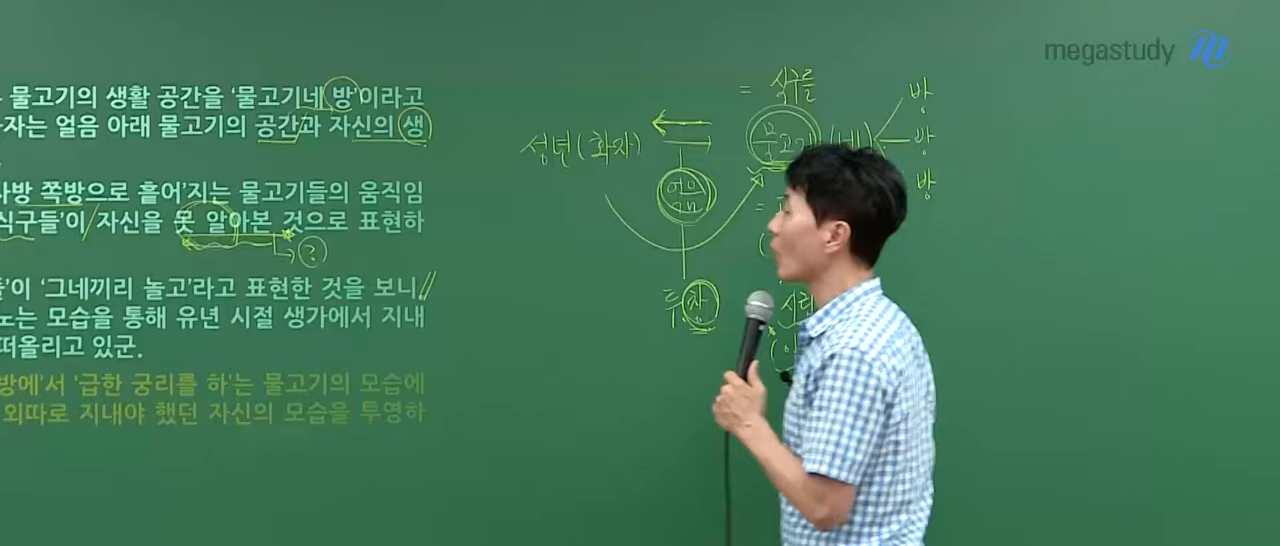 megastudy
물고기의 생활 공간을 '물고기네 방'이라고
자는 얼음 아래 물고기의 공간과 자신의 생
사방 쪽방으로 흩어'지는 물고기들의 움직임
식구들'이 자신을 못 알아본 것으로 표현하
(?)
들'이 '그네끼리 놀고'라고 표현한 것을 보니,
노는 모습을 통해 유년 시절 생가에서 지내
떠올리고 있군.
방에'서 '급한 궁리를 하'는 물고기의 모습에
외따로 지내야 했던 자신의 모습을 투영하
= 식구들
성년(화자)
물고기(네)
방
방
방
얼음
투창
=